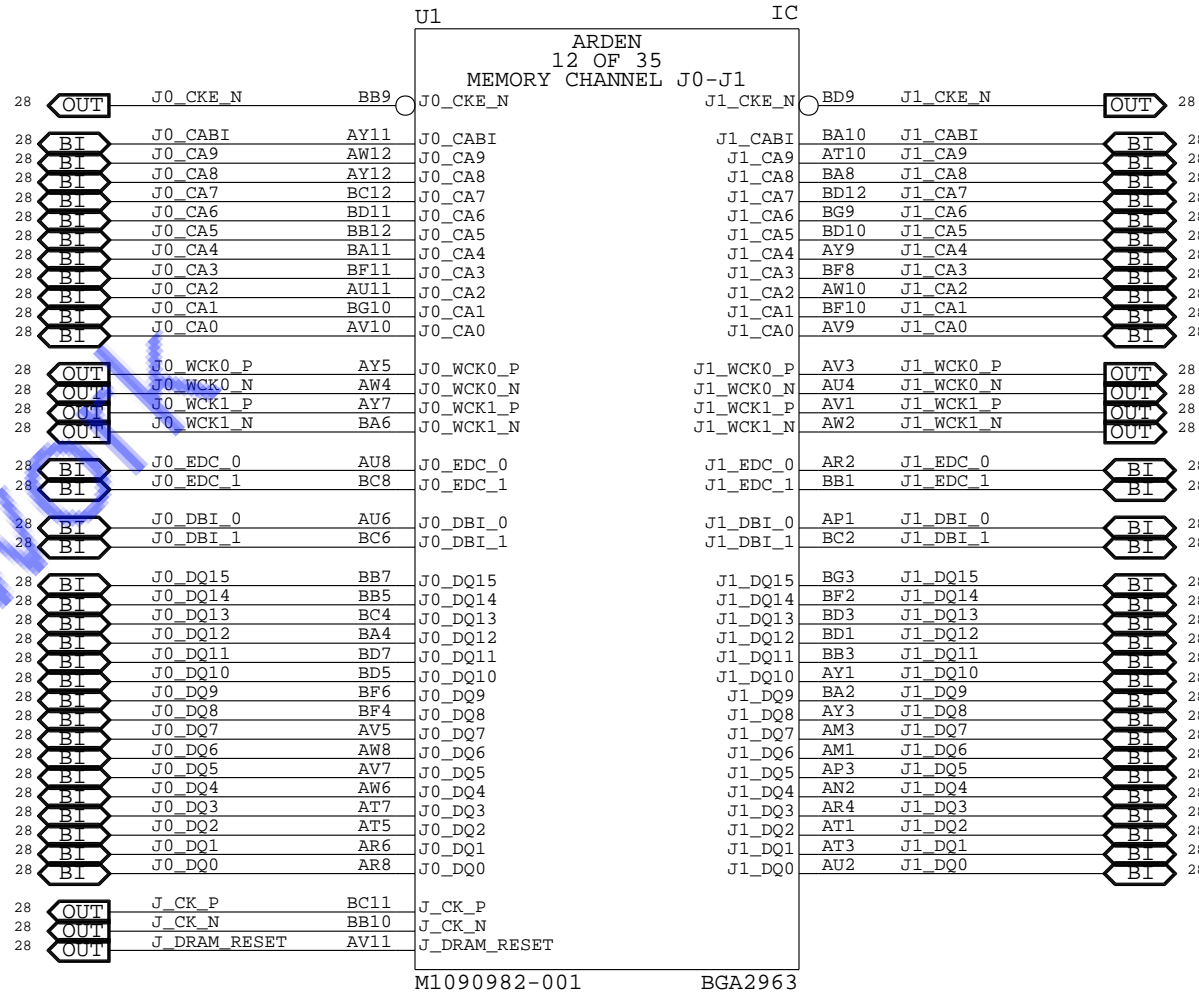 U1 IC
ARDEN
12 OF 35
MEMORY CHANNEL J0-J1
28 OUT J0_CKE_N BB9 J0_CKE_N J1_CKE_N BD9 J1_CKE_N OUT 28
28 BI J0_CABI AY11 J0_CABI J1_CABI BA10 J1_CABI BI 28
28 BI J0_CA9 AW12 J0_CA9 J1_CA9 AT10 J1_CA9 BI 28
28 BI J0_CA8 AY12 J0_CA8 J1_CA8 BA8 J1_CA8 BI 28
28 BI J0_CA7 BC12 J0_CA7 J1_CA7 BD12 J1_CA7 BI 28
28 BI J0_CA6 BD11 J0_CA6 J1_CA6 BG9 J1_CA6 BI 28
28 BI J0_CA5 BB12 J0_CA5 J1_CA5 BD10 J1_CA5 BI 28
28 BI J0_CA4 BA11 J0_CA4 J1_CA4 AY9 J1_CA4 BI 28
28 BI J0_CA3 BF11 J0_CA3 J1_CA3 BF8 J1_CA3 BI 28
28 BI J0_CA2 AU11 J0_CA2 J1_CA2 AW10 J1_CA2 BI 28
28 BI J0_CA1 BG10 J0_CA1 J1_CA1 BF10 J1_CA1 BI 28
28 BI J0_CA0 AV10 J0_CA0 J1_CA0 AV9 J1_CA0 BI 28
28 OUT J0_WCK0_P AY5 J0_WCK0_P J1_WCK0_P AV3 J1_WCK0_P OUT 28
28 OUT J0_WCK0_N AW4 J0_WCK0_N J1_WCK0_N AU4 J1_WCK0_N OUT 28
28 OUT J0_WCK1_P AY7 J0_WCK1_P J1_WCK1_P AV1 J1_WCK1_P OUT 28
28 OUT J0_WCK1_N BA6 J0_WCK1_N J1_WCK1_N AW2 J1_WCK1_N OUT 28
28 BI J0_EDC_0 AU8 J0_EDC_0 J1_EDC_0 AR2 J1_EDC_0 BI 28
28 BI J0_EDC_1 BC8 J0_EDC_1 J1_EDC_1 BB1 J1_EDC_1 BI 28
28 BI J0_DBI_0 AU6 J0_DBI_0 J1_DBI_0 AP1 J1_DBI_0 BI 28
28 BI J0_DBI_1 BC6 J0_DBI_1 J1_DBI_1 BC2 J1_DBI_1 BI 28
28 BI J0_DQ15 BB7 J0_DQ15 J1_DQ15 BG3 J1_DQ15 BI 28
28 BI J0_DQ14 BB5 J0_DQ14 J1_DQ14 BF2 J1_DQ14 BI 28
28 BI J0_DQ13 BC4 J0_DQ13 J1_DQ13 BD3 J1_DQ13 BI 28
28 BI J0_DQ12 BA4 J0_DQ12 J1_DQ12 BD1 J1_DQ12 BI 28
28 BI J0_DQ11 BD7 J0_DQ11 J1_DQ11 BB3 J1_DQ11 BI 28
28 BI J0_DQ10 BD5 J0_DQ10 J1_DQ10 AY1 J1_DQ10 BI 28
28 BI J0_DQ9 BF6 J0_DQ9 J1_DQ9 BA2 J1_DQ9 BI 28
28 BI J0_DQ8 BF4 J0_DQ8 J1_DQ8 AY3 J1_DQ8 BI 28
28 BI J0_DQ7 AV5 J0_DQ7 J1_DQ7 AM3 J1_DQ7 BI 28
28 BI J0_DQ6 AW8 J0_DQ6 J1_DQ6 AM1 J1_DQ6 BI 28
28 BI J0_DQ5 AV7 J0_DQ5 J1_DQ5 AP3 J1_DQ5 BI 28
28 BI J0_DQ4 AW6 J0_DQ4 J1_DQ4 AN2 J1_DQ4 BI 28
28 BI J0_DQ3 AT7 J0_DQ3 J1_DQ3 AR4 J1_DQ3 BI 28
28 BI J0_DQ2 AT5 J0_DQ2 J1_DQ2 AT1 J1_DQ2 BI 28
28 BI J0_DQ1 AR6 J0_DQ1 J1_DQ1 AT3 J1_DQ1 BI 28
28 BI J0_DQ0 AR8 J0_DQ0 J1_DQ0 AU2 J1_DQ0 BI 28
28 OUT J_CK_P BC11 J_CK_P
28 OUT J_CK_N BB10 J_CK_N
28 OUT J_DRAM_RESET AV11 J_DRAM_RESET
M1090982-001 BGA2963